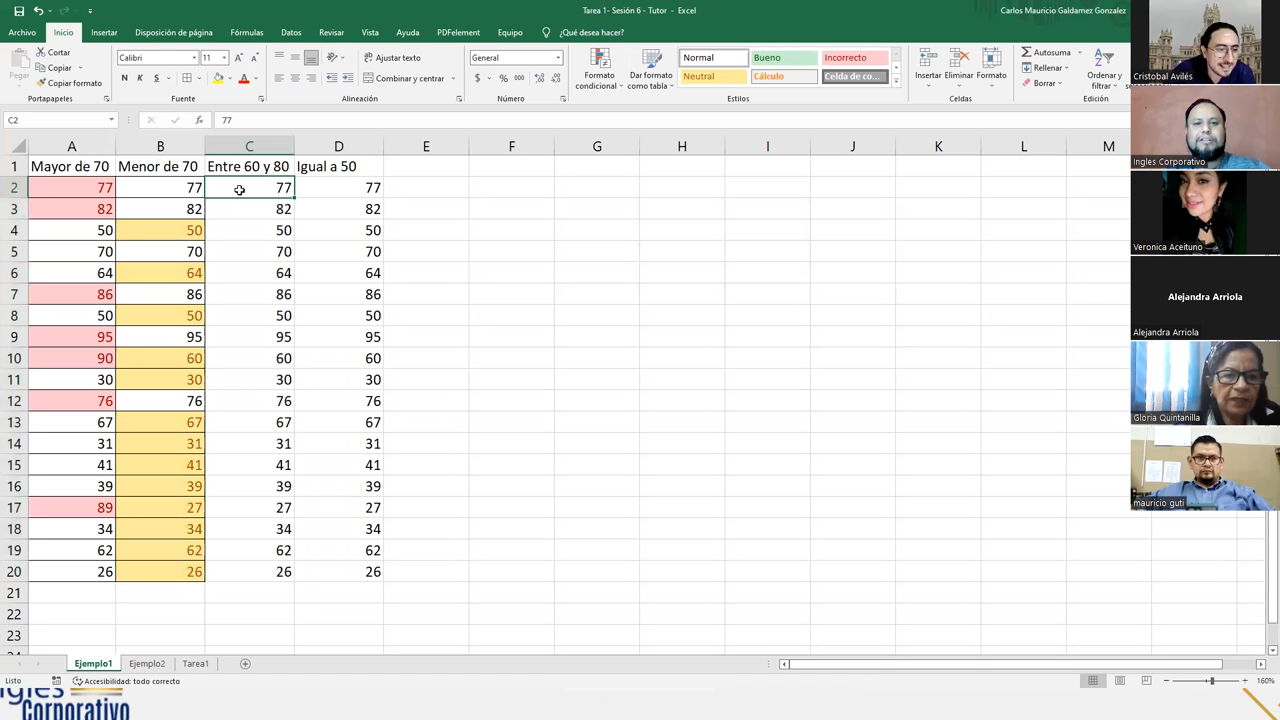 Tarea 1- Sesión 6 - Tutor - Excel
Carlos Mauricio Galdamez Gonzalez
Archivo Inicio Insertar Disposición de página Fórmulas Datos Revisar Vista Ayuda PDFelement Equipo ¿Qué desea hacer?
Pegar
Cortar
Copiar
Copiar formato
Portapapeles
Calibri 11
N K S
Fuente
Ajustar texto
Combinar y centrar
Alineación
General
$ % 000
Número
Formato condicional
Dar formato como tabla
Normal Bueno Incorrecto
Neutral Cálculo Celda de co...
Estilos
Insertar Eliminar Formato
Celdas
Autosuma
Rellenar
Borrar
Ordenar y filtrar
Edición
C2 fx 77
A B C D E F G H I J K L M
1 Mayor de 70 Menor de 70 Entre 60 y 80 Igual a 50
2 77 77 77 77
3 82 82 82 82
4 50 50 50 50
5 70 70 70 70
6 64 64 64 64
7 86 86 86 86
8 50 50 50 50
9 95 95 95 95
10 90 60 60 60
11 30 30 30 30
12 76 76 76 76
13 67 67 67 67
14 31 31 31 31
15 41 41 41 41
16 39 39 39 39
17 89 27 27 27
18 34 34 34 34
19 62 62 62 62
20 26 26 26 26
21
22
23
Ejemplo1 Ejemplo2 Tarea1
Listo Accesibilidad: todo correcto 160%
Ingles
Corporativo
Cristobal Avilés
Ingles Corporativo
Veronica Aceituno
Alejandra Arriola
Alejandra Arriola
Gloria Quintanilla
mauricio guti